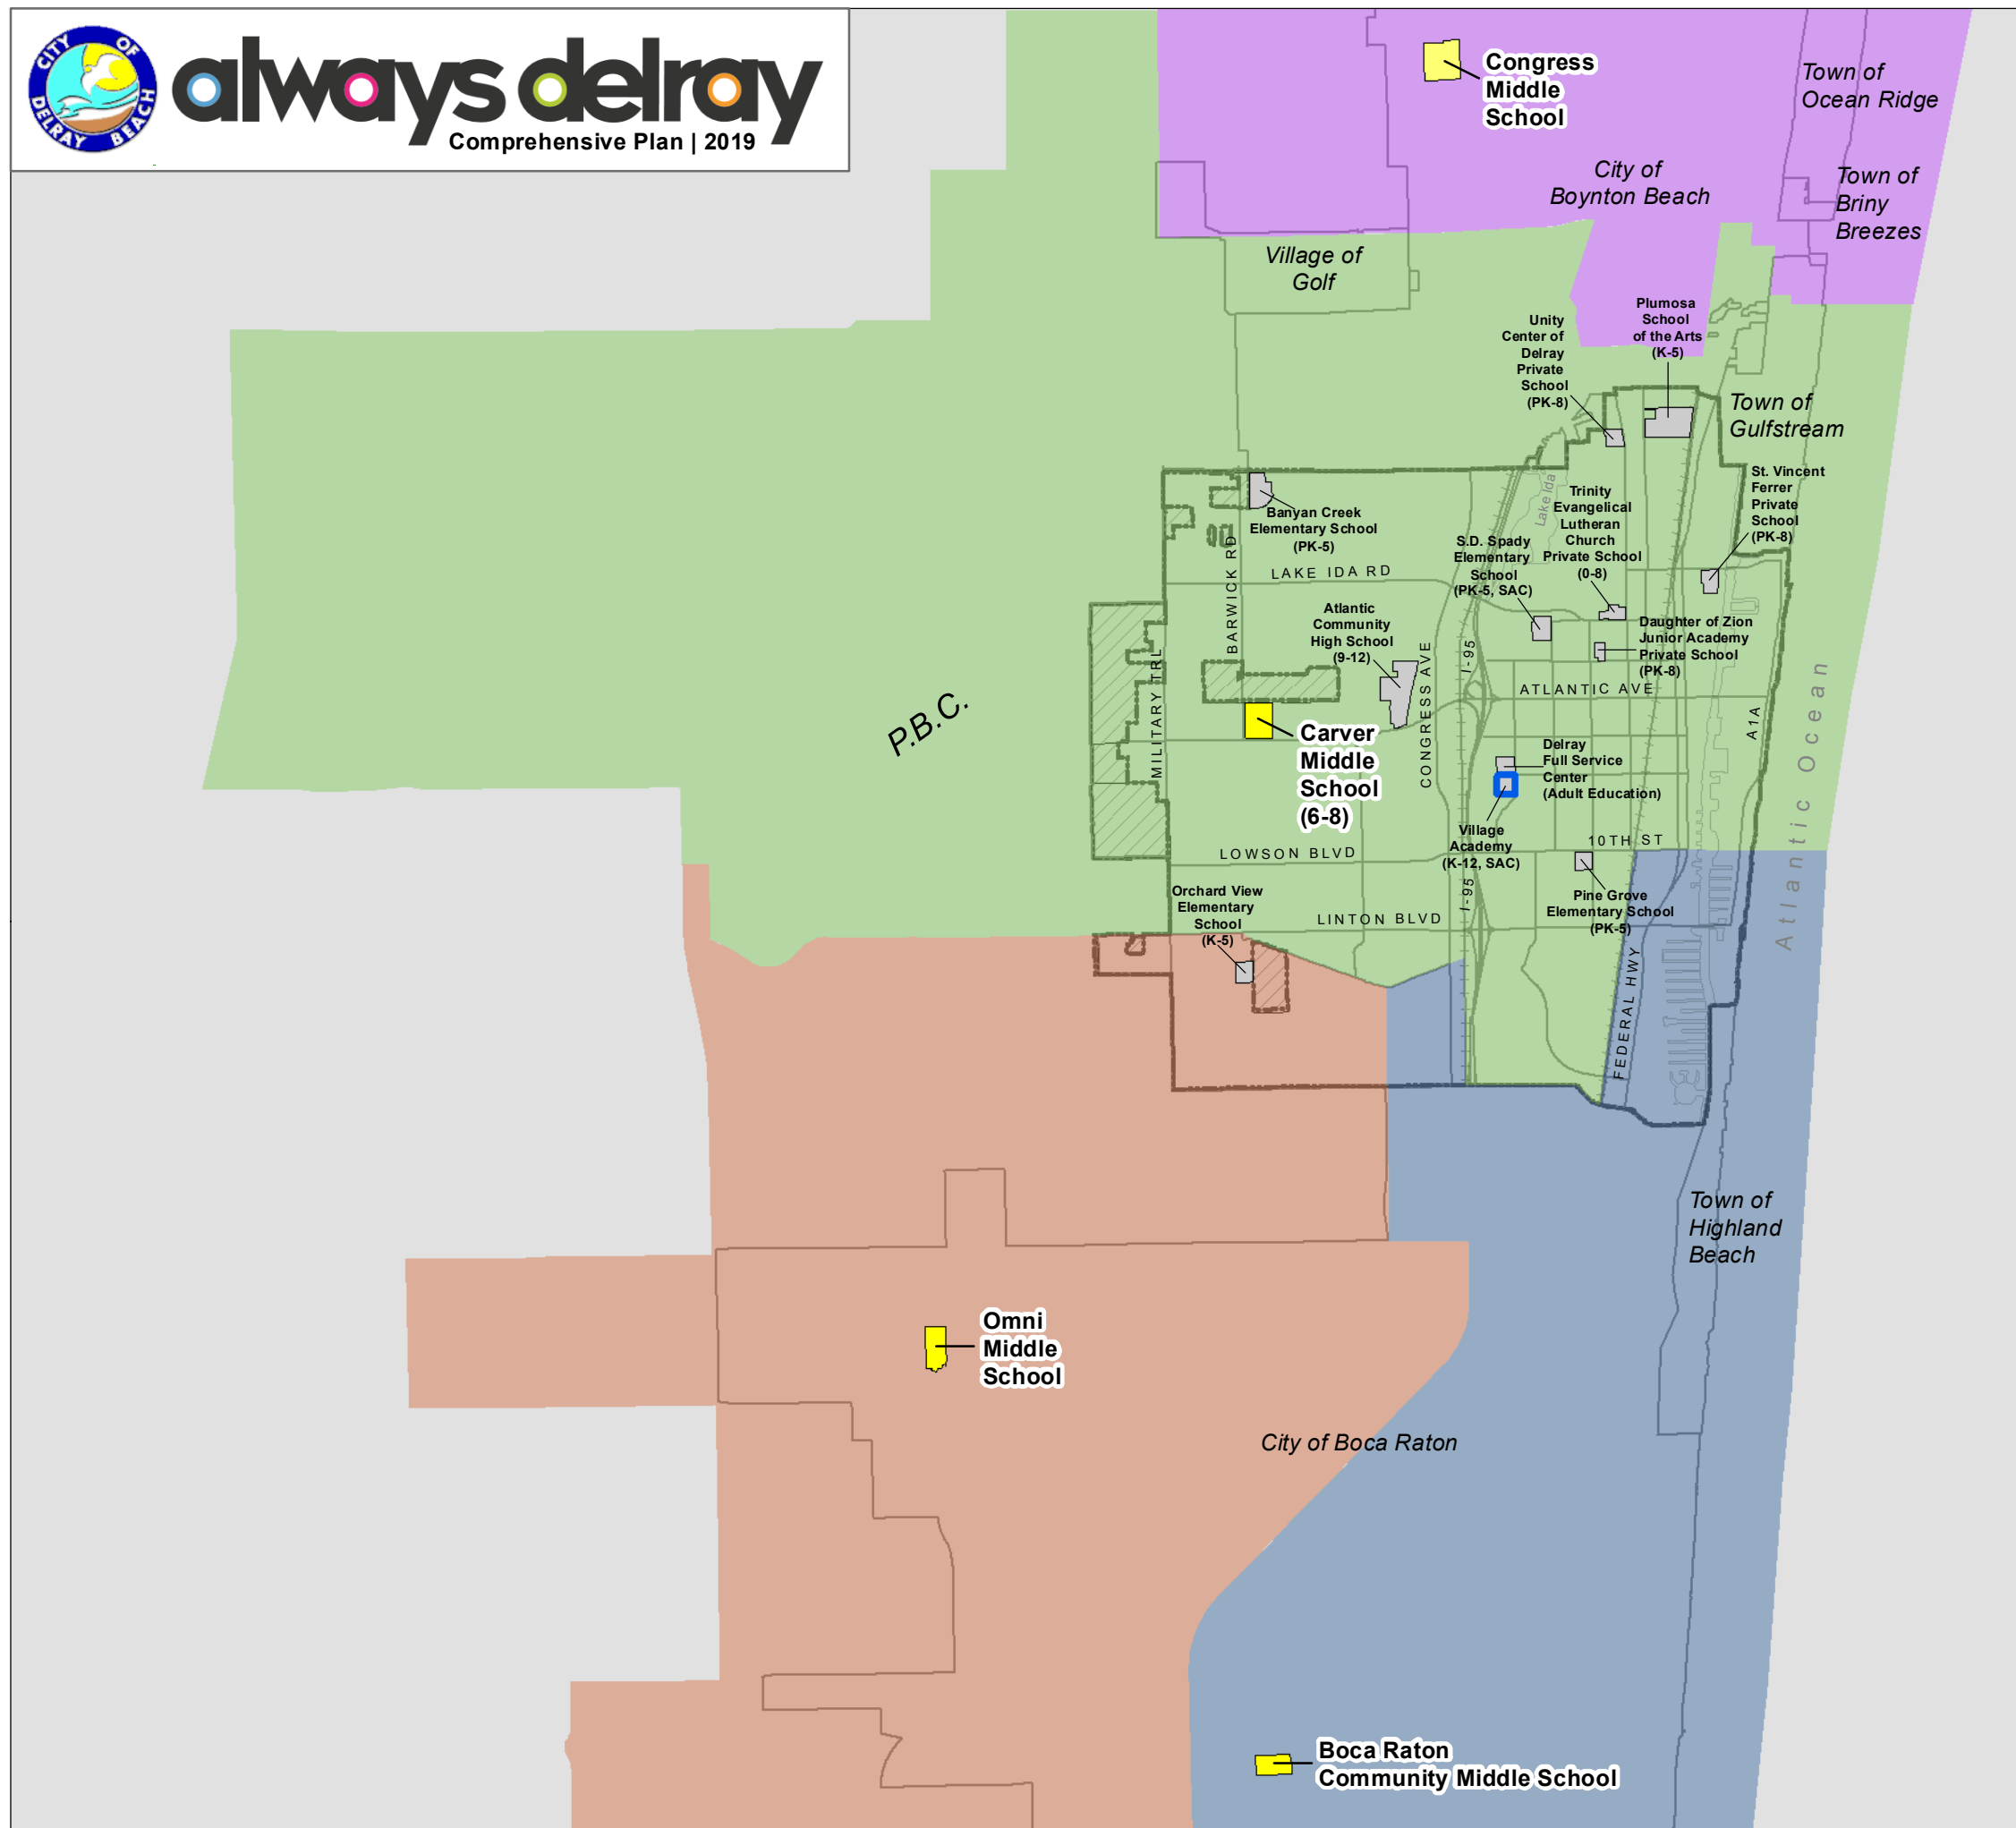 CITY OF
DELRAY BEACH
always delray
Comprehensive Plan | 2019
Congress
Middle
School
Town of
Ocean Ridge
City of
Boynton Beach
Town of
Briny
Breezes
Village of
Golf
Plumosa
School
of the Arts
(K-5)
Unity
Center of
Delray
Private
School
(PK-8)
Town of
Gulfstream
St. Vincent
Ferrer
Private
School
(PK-8)
Lake Ida
Trinity
Evangelical
Lutheran
Church
Private School
(0-8)
Banyan Creek
Elementary School
(PK-5)
S.D. Spady
Elementary
School
(PK-5, SAC)
LAKE IDA RD
BARWICK RD
Atlantic
Community
High School
(9-12)
Daughter of Zion
Junior Academy
Private School
(PK-8)
I-95
MILITARY TRL
CONGRESS AVE
ATLANTIC AVE
A1A
Atlantic Ocean
P.B.C.
Carver
Middle
School
(6-8)
Delray
Full Service
Center
(Adult Education)
Village
Academy
(K-12, SAC)
10TH ST
LOWSON BLVD
I-95
Orchard View
Elementary
School
(K-5)
Pine Grove
Elementary School
(PK-5)
LINTON BLVD
FEDERAL HWY
Town of
Highland
Beach
Omni
Middle
School
City of Boca Raton
Boca Raton
Community Middle School